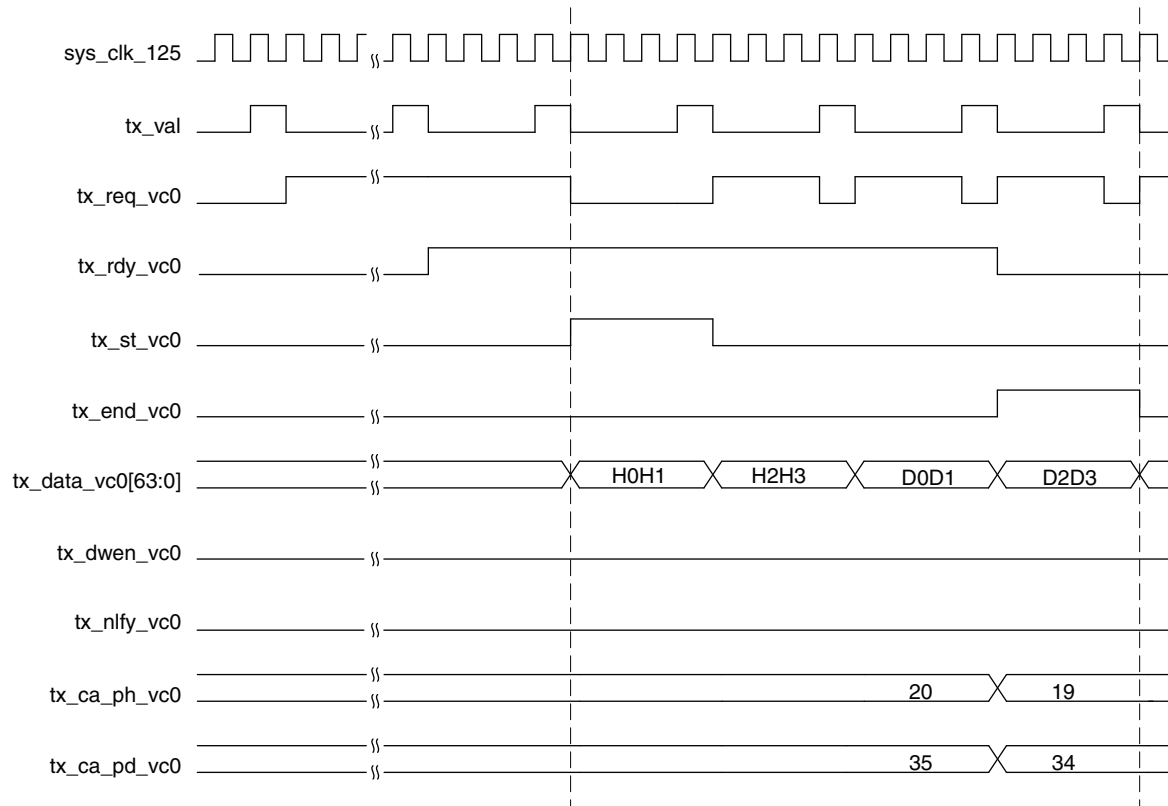 sys_clk_125
tx_val
tx_req_vc0
tx_rdy_vc0
tx_st_vc0
tx_end_vc0
tx_data_vc0[63:0] H0H1 H2H3 D0D1 D2D3
tx_dwen_vc0
tx_nlfy_vc0
tx_ca_ph_vc0 20 19
tx_ca_pd_vc0 35 34